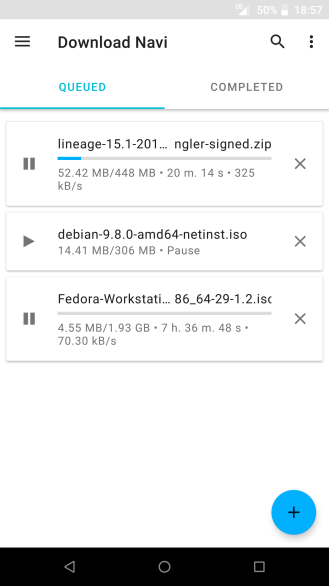 50% 18:57
Download Navi
QUEUED COMPLETED
lineage-15.1-201… ngler-signed.zip
52.42 MB/448 MB • 20 m. 14 s • 325
kB/s
debian-9.8.0-amd64-netinst.iso
14.41 MB/306 MB • Pause
Fedora-Workstati… 86_64-29-1.2.iso
4.55 MB/1.93 GB • 7 h. 36 m. 48 s •
70.30 kB/s